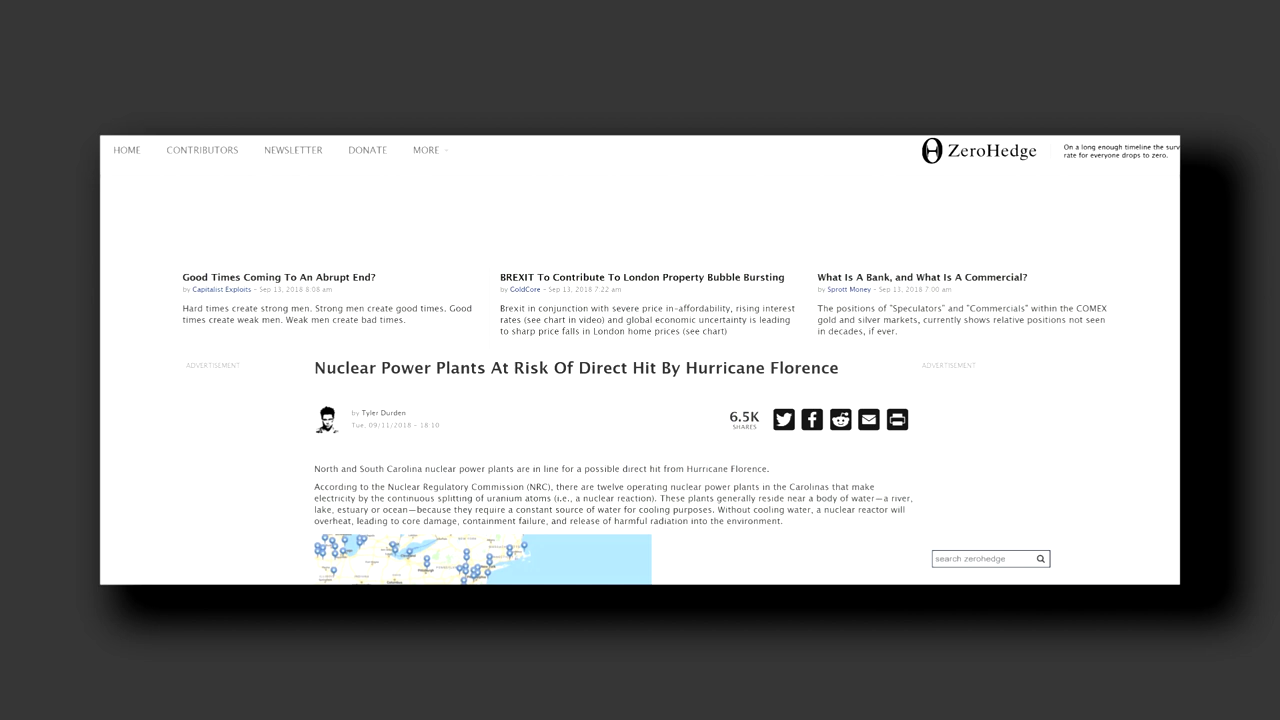 HOME CONTRIBUTORS NEWSLETTER DONATE MORE
ZeroHedge
On a long enough timeline the surv
rate for everyone drops to zero.
Good Times Coming To An Abrupt End?
by Capitalist Exploits - Sep 13, 2018 8:08 am
Hard times create strong men. Strong men create good times. Good
times create weak men. Weak men create bad times.
BREXIT To Contribute To London Property Bubble Bursting
by GoldCore - Sep 13, 2018 7:22 am
Brexit in conjunction with severe price in-affordability, rising interest
rates (see chart in video) and global economic uncertainty is leading
to sharp price falls in London home prices (see chart)
What Is A Bank, and What Is A Commercial?
by Sprott Money - Sep 13, 2018 7:00 am
The positions of "Speculators" and "Commercials" within the COMEX
gold and silver markets, currently shows relative positions not seen
in decades, if ever.
ADVERTISEMENT
Nuclear Power Plants At Risk Of Direct Hit By Hurricane Florence
ADVERTISEMENT
by Tyler Durden
Tue, 09/11/2018 - 18:10
6.5K
SHARES
North and South Carolina nuclear power plants are in line for a possible direct hit from Hurricane Florence.
According to the Nuclear Regulatory Commission (NRC), there are twelve operating nuclear power plants in the Carolinas that make
electricity by the continuous splitting of uranium atoms (i.e., a nuclear reaction). These plants generally reside near a body of water—a river,
lake, estuary or ocean—because they require a constant source of water for cooling purposes. Without cooling water, a nuclear reactor will
overheat, leading to core damage, containment failure, and release of harmful radiation into the environment.
search zerohedge